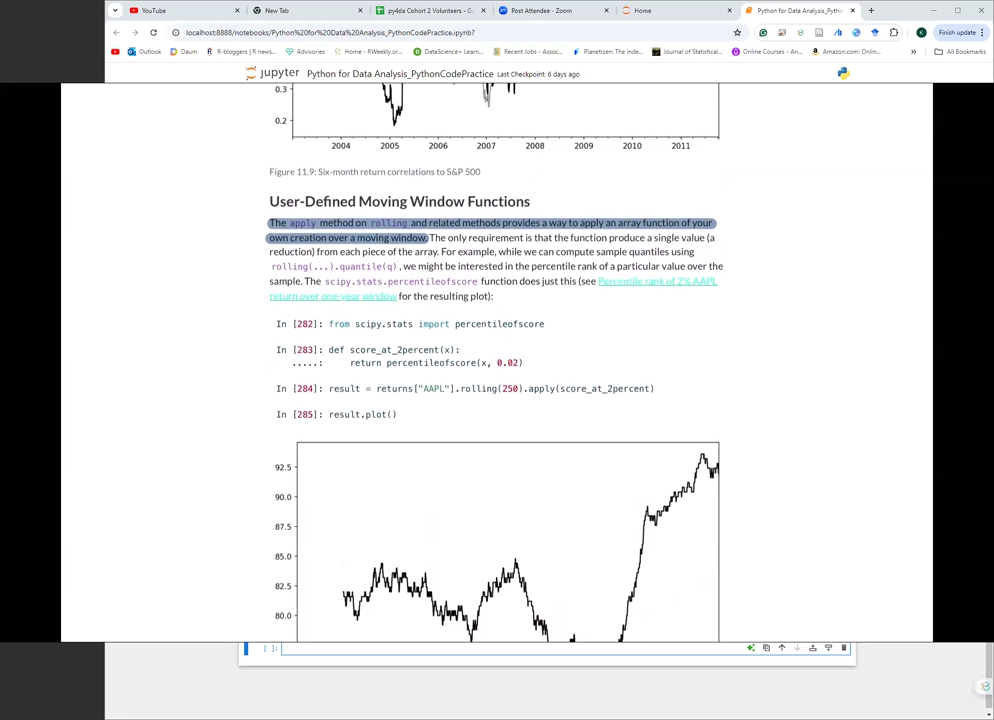 YouTube
New Tab
py4da Cohort 2 Volunteers - G
Post Attendee - Zoom
Home
Python for Data Analysis_Pytho
localhost:8888/notebooks/Python%20for%20Data%20Analysis_PythonCodePractice.ipynb?
Finish update
Outlook
Daum
R-bloggers | R news...
Advisories
Home - RWeekly.or...
DataScience+ Learn...
Recent Jobs - Assoc...
Planetizen: The inde...
Journal of Statistical...
Online Courses - An...
Amazon.com: Onlin...
»
All Bookmarks
jupyter Python for Data Analysis_PythonCodePractice Last Checkpoint: 6 days ago
0.3
0.2
2004 2005 2006 2007 2008 2009 2010 2011
Figure 11.9: Six-month return correlations to S&P 500
User-Defined Moving Window Functions
The apply method on rolling and related methods provides a way to apply an array function of your
own creation over a moving window. The only requirement is that the function produce a single value (a
reduction) from each piece of the array. For example, while we can compute sample quantiles using
rolling(...).quantile(q), we might be interested in the percentile rank of a particular value over the
sample. The scipy.stats.percentileofscore function does just this (see Percentile rank of 2% AAPL
return over one-year window for the resulting plot):
In [282]: from scipy.stats import percentileofscore
In [283]: def score_at_2percent(x):
.....: return percentileofscore(x, 0.02)
In [284]: result = returns["AAPL"].rolling(250).apply(score_at_2percent)
In [285]: result.plot()
92.5
90.0
87.5
85.0
82.5
80.0
[ ]: